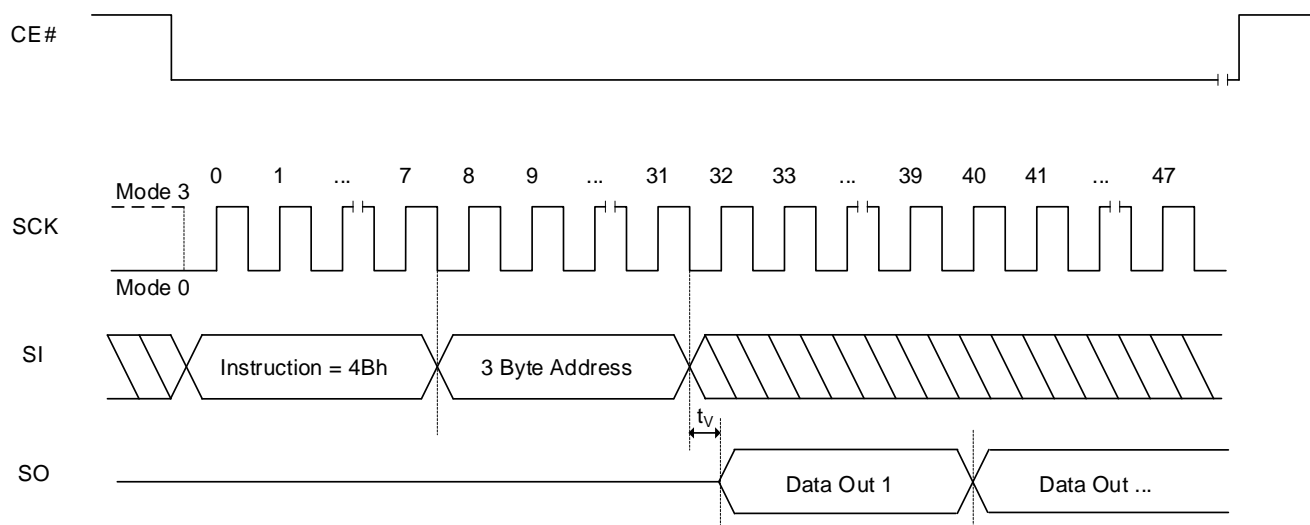 CE#
0 1 ... 7 8 9 ... 31 32 33 ... 39 40 41 ... 47
Mode 3
SCK
Mode 0
SI
Instruction = 4Bh
3 Byte Address
tV
SO
Data Out 1
Data Out ...